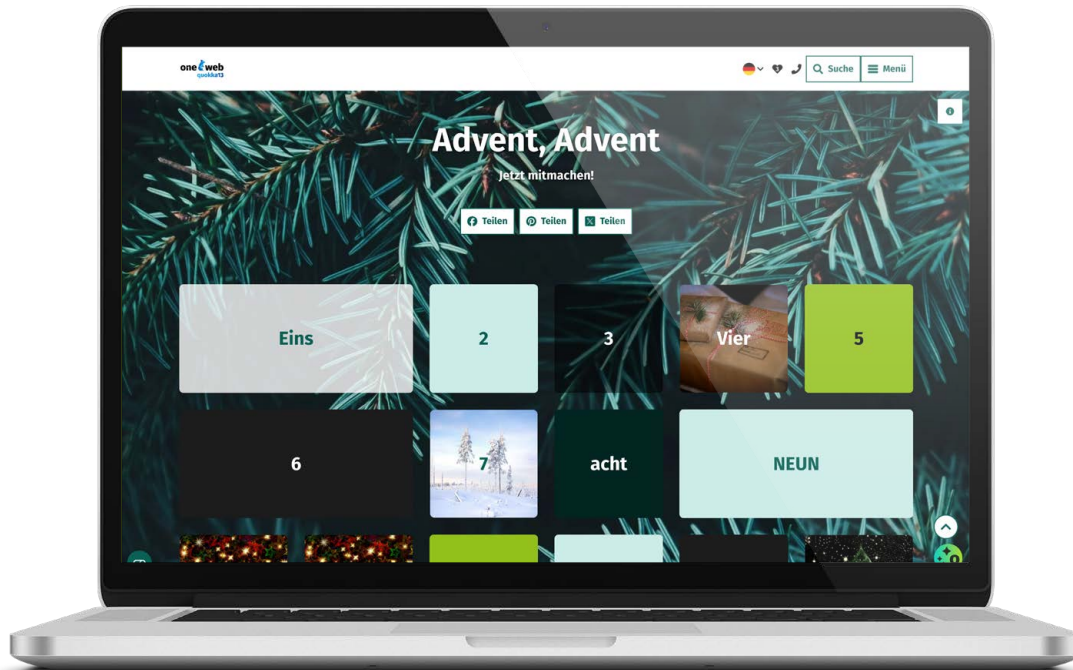 one web
quokka13
Suche
Menü
Advent, Advent
Jetzt mitmachen!
Teilen
Teilen
Teilen
Eins
2
3
Vier
5
6
7
acht
NEUN